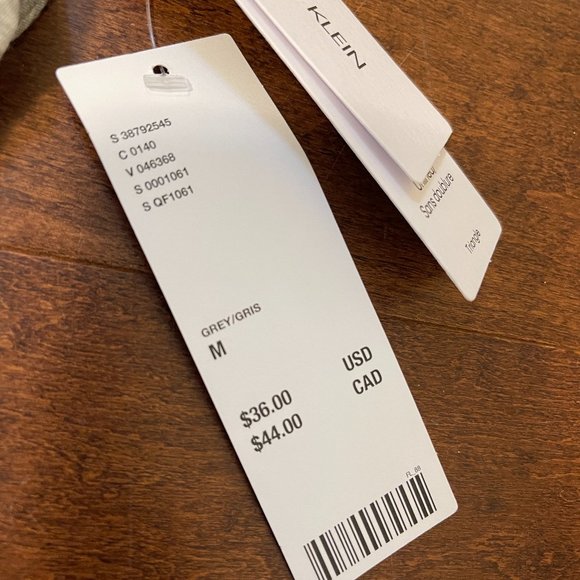 S 38792545
C 0140
V 046368
S 0001061
S QF1061
GREY/GRIS
M
$36.00 USD
$44.00 CAD
KLEIN
Sans doublure
Triangle